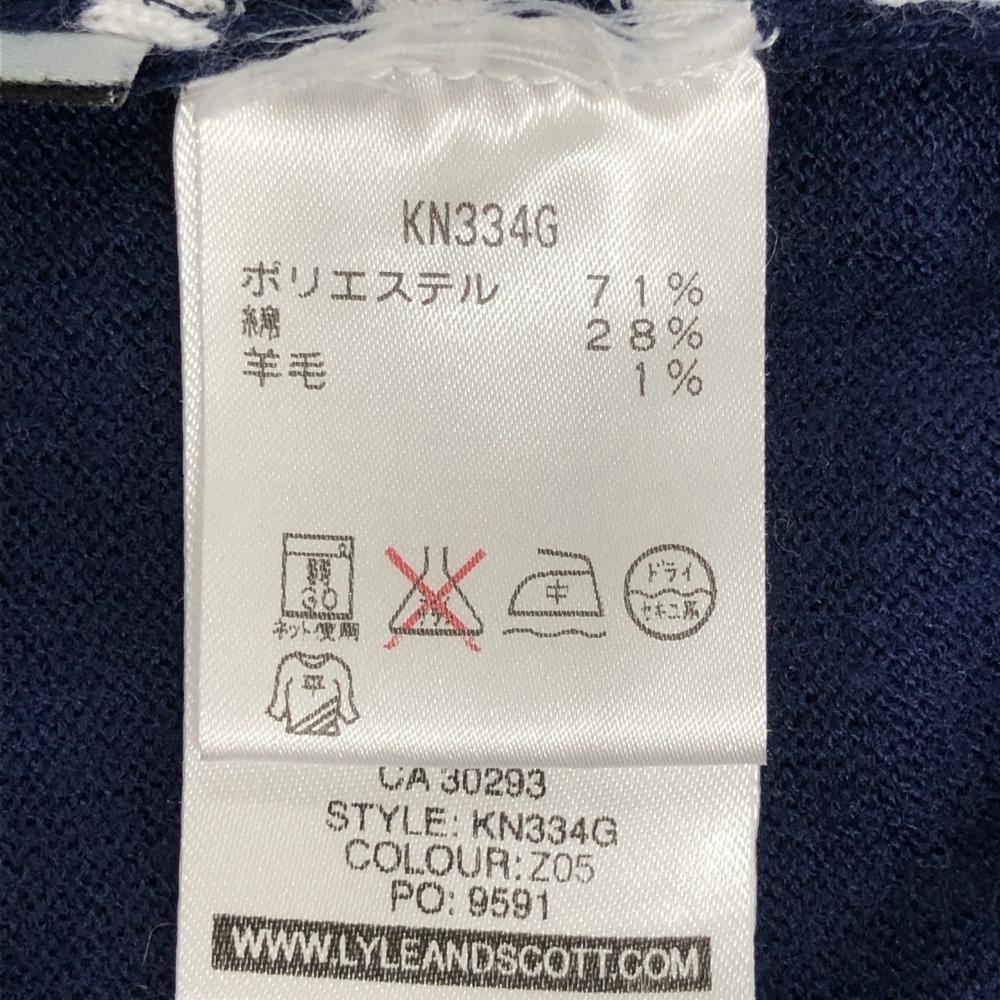 KN334G
ポリエステル 71%
綿 28%
羊毛 1%
弱
30
ネット使用
中
ドライ
セキユ系
平
CA 30293
STYLE: KN334G
COLOUR: Z05
PO: 9591
WWW.LYLEANDSCOTT.COM